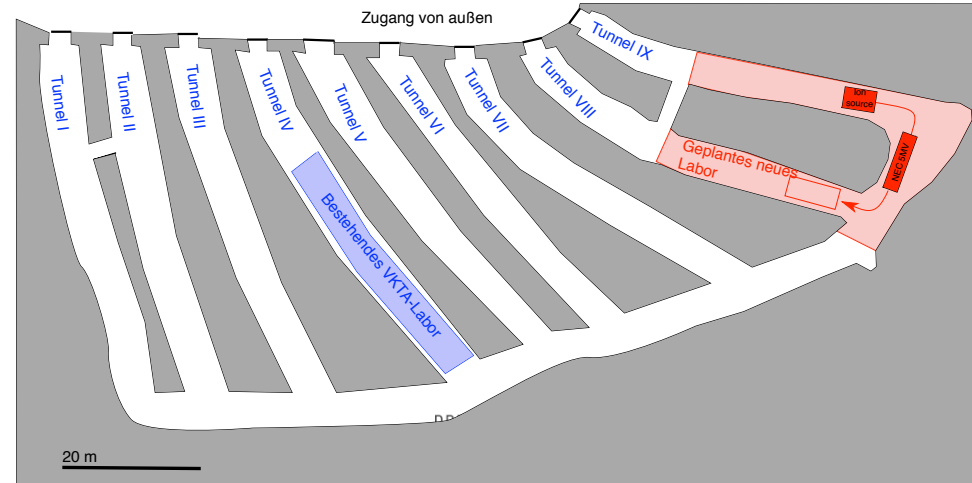 Zugang von außen
Tunnel I
Tunnel II
Tunnel III
Tunnel IV
Tunnel V
Tunnel VI
Tunnel VII
Tunnel VIII
Tunnel IX
Ion
source
NEC 5MV
Geplantes neues
Labor
Bestehendes VKTA-Labor
20 m